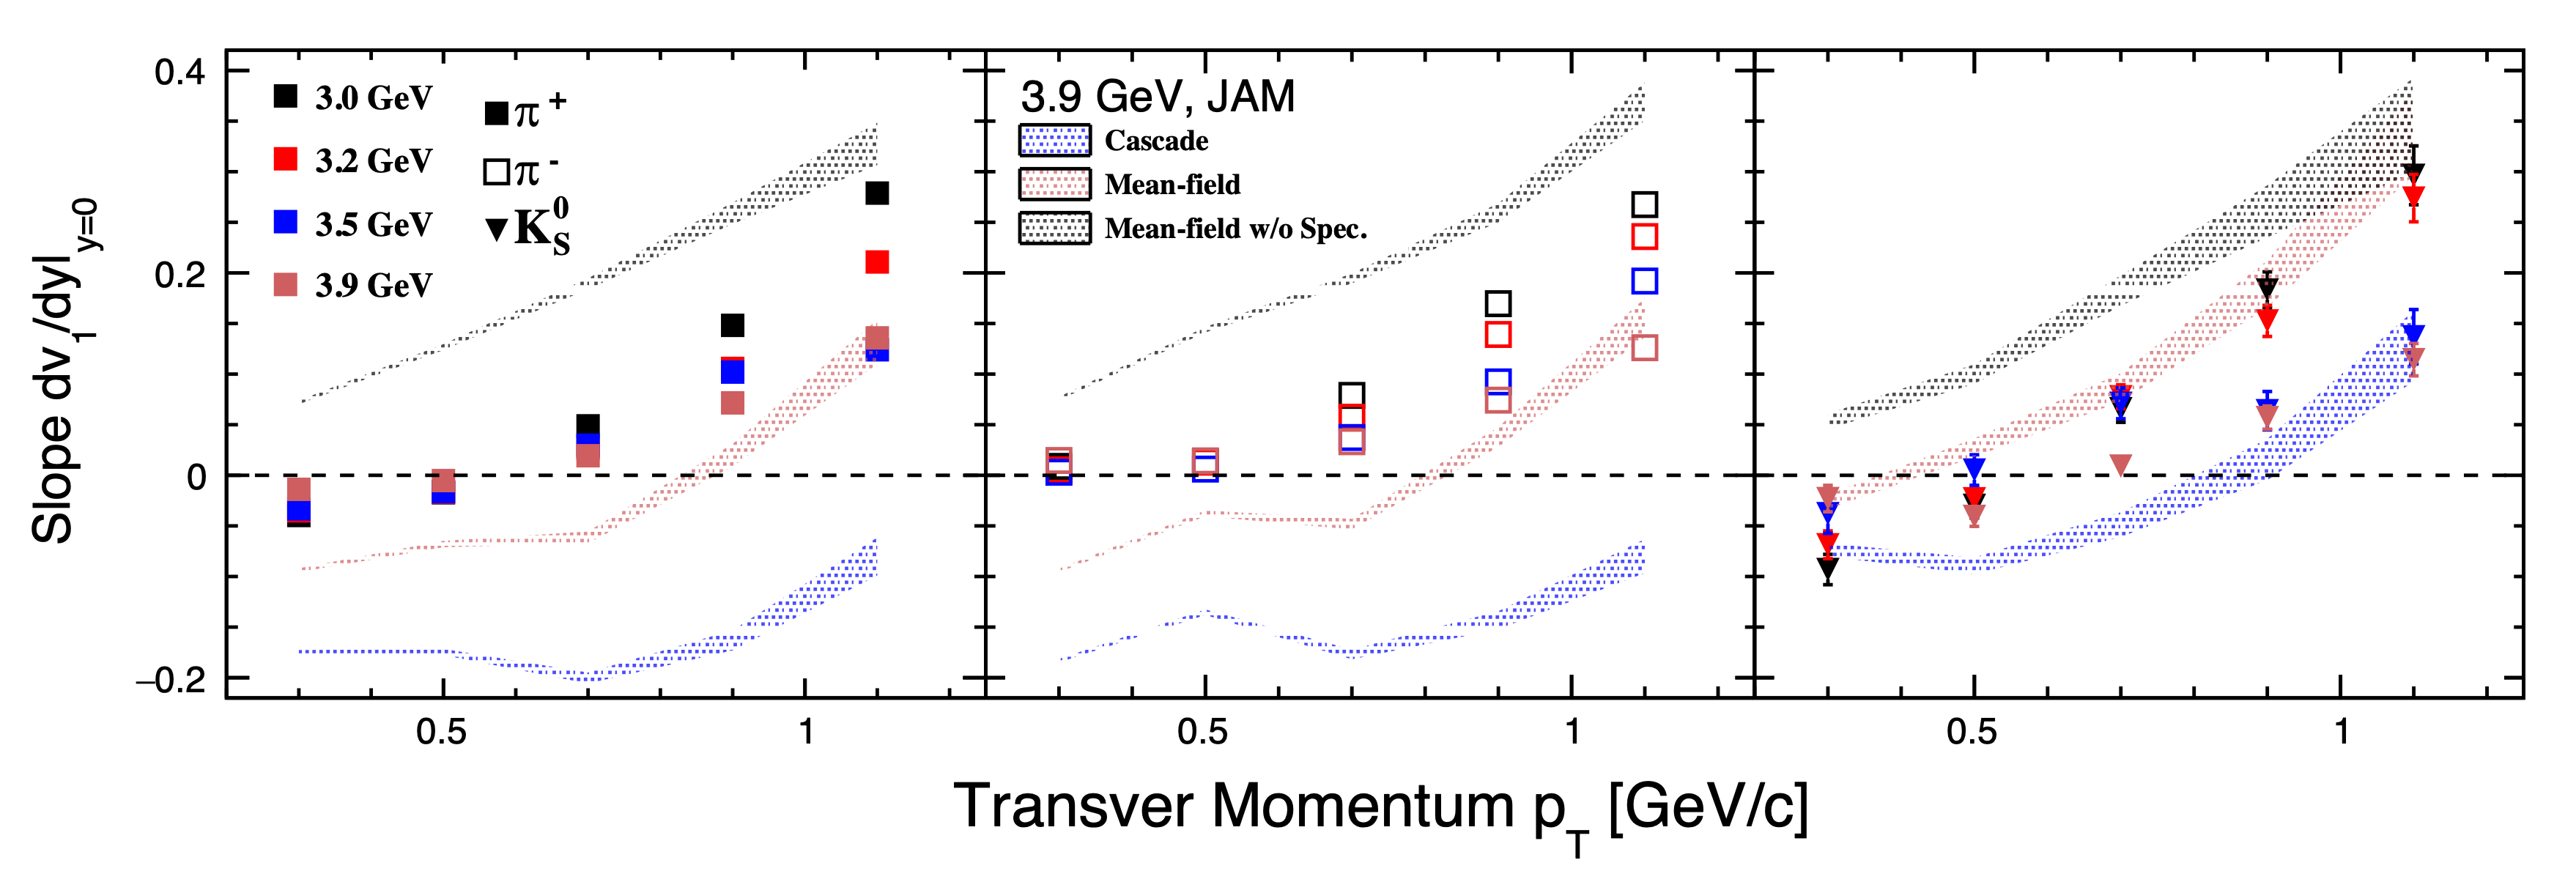 Slope dv₁/dy|y=0
0.4
0.2
0
−0.2
3.0 GeV
3.2 GeV
3.5 GeV
3.9 GeV
π⁺
π⁻
K⁰S
3.9 GeV, JAM
Cascade
Mean-field
Mean-field w/o Spec.
0.5 1 0.5 1 0.5 1
Transver Momentum pT [GeV/c]